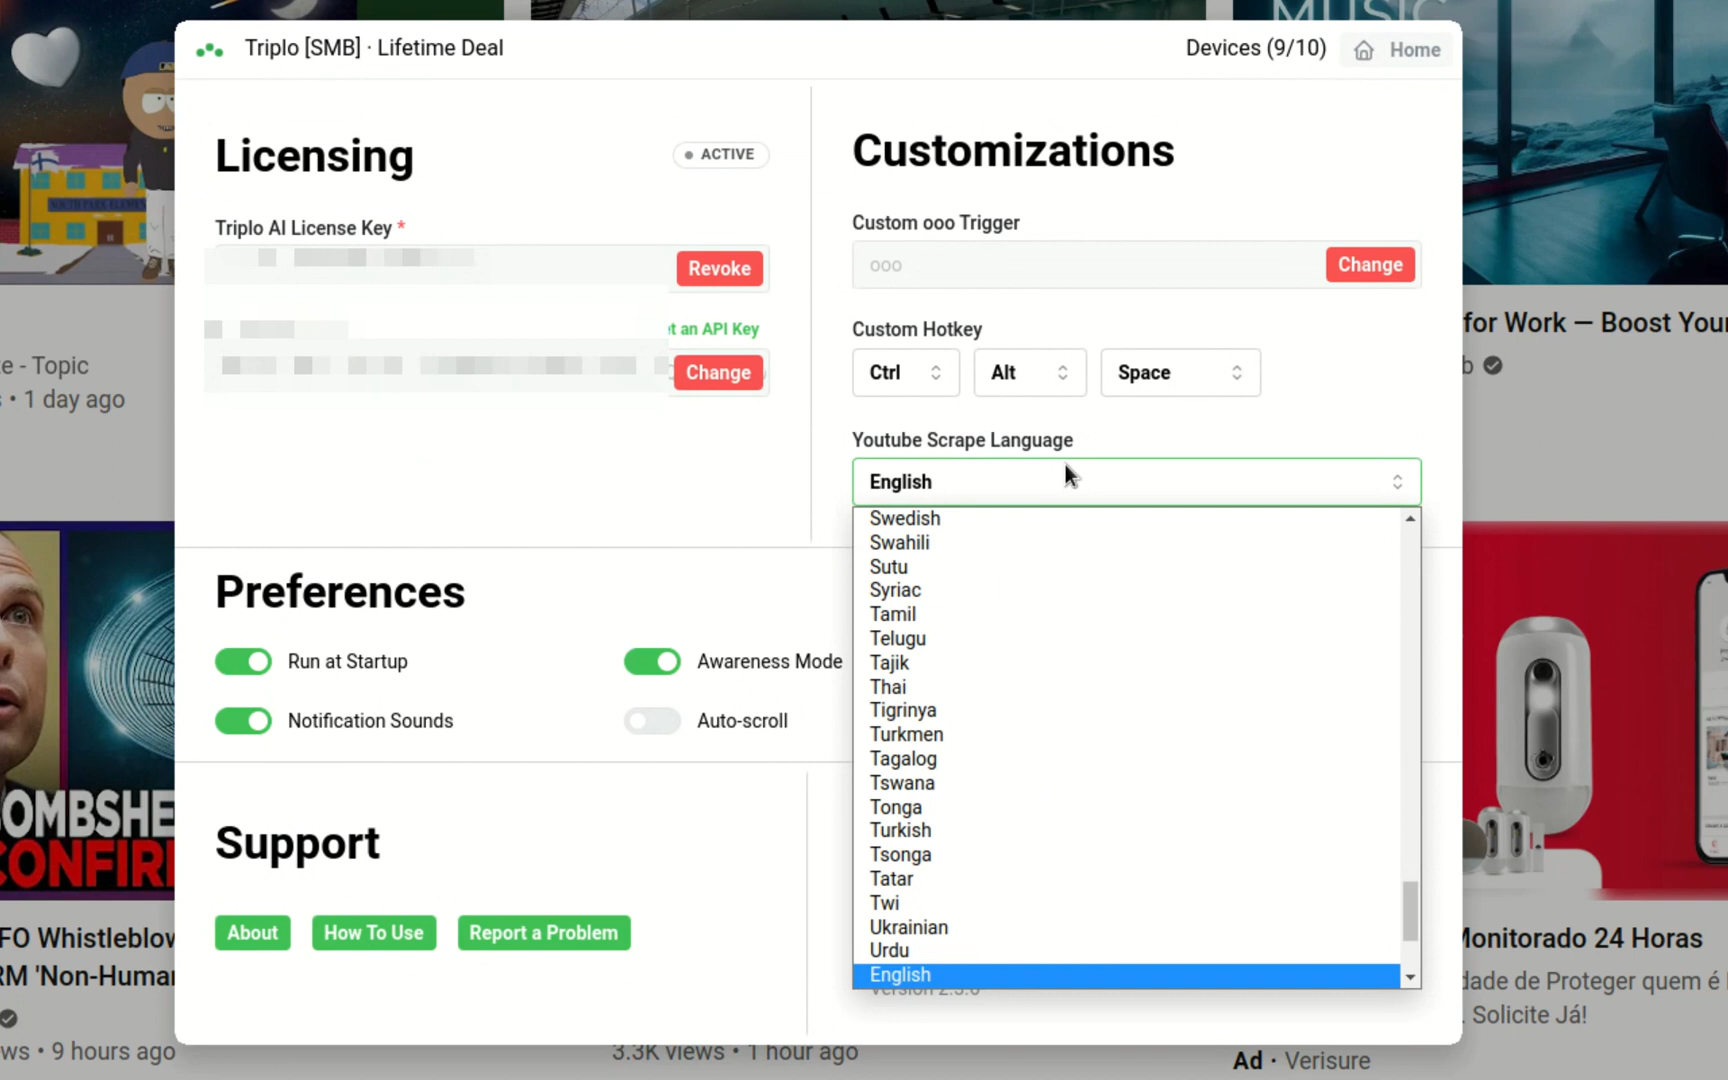 MUSIC
Triplo [SMB] · Lifetime Deal
Devices (9/10)
Home
Licensing
ACTIVE
Triplo AI License Key *
Revoke
an API Key
Change
Customizations
Custom ooo Trigger
ooo
Change
Custom Hotkey
Ctrl
Alt
Space
Youtube Scrape Language
English
Swedish
Swahili
Sutu
Syriac
Tamil
Telugu
Tajik
Thai
Tigrinya
Turkmen
Tagalog
Tswana
Tonga
Turkish
Tsonga
Tatar
Twi
Ukrainian
Urdu
English
Preferences
Run at Startup
Awareness Mode
Notification Sounds
Auto-scroll
Support
About
How To Use
Report a Problem
e - Topic
• 1 day ago
for Work — Boost Your
OMBSHE
CONFIR
FO Whistleblow
RM 'Non-Human
ws • 9 hours ago
3.3K views • 1 hour ago
Monitorado 24 Horas
dade de Proteger quem é
. Solicite Já!
Ad · Verisure